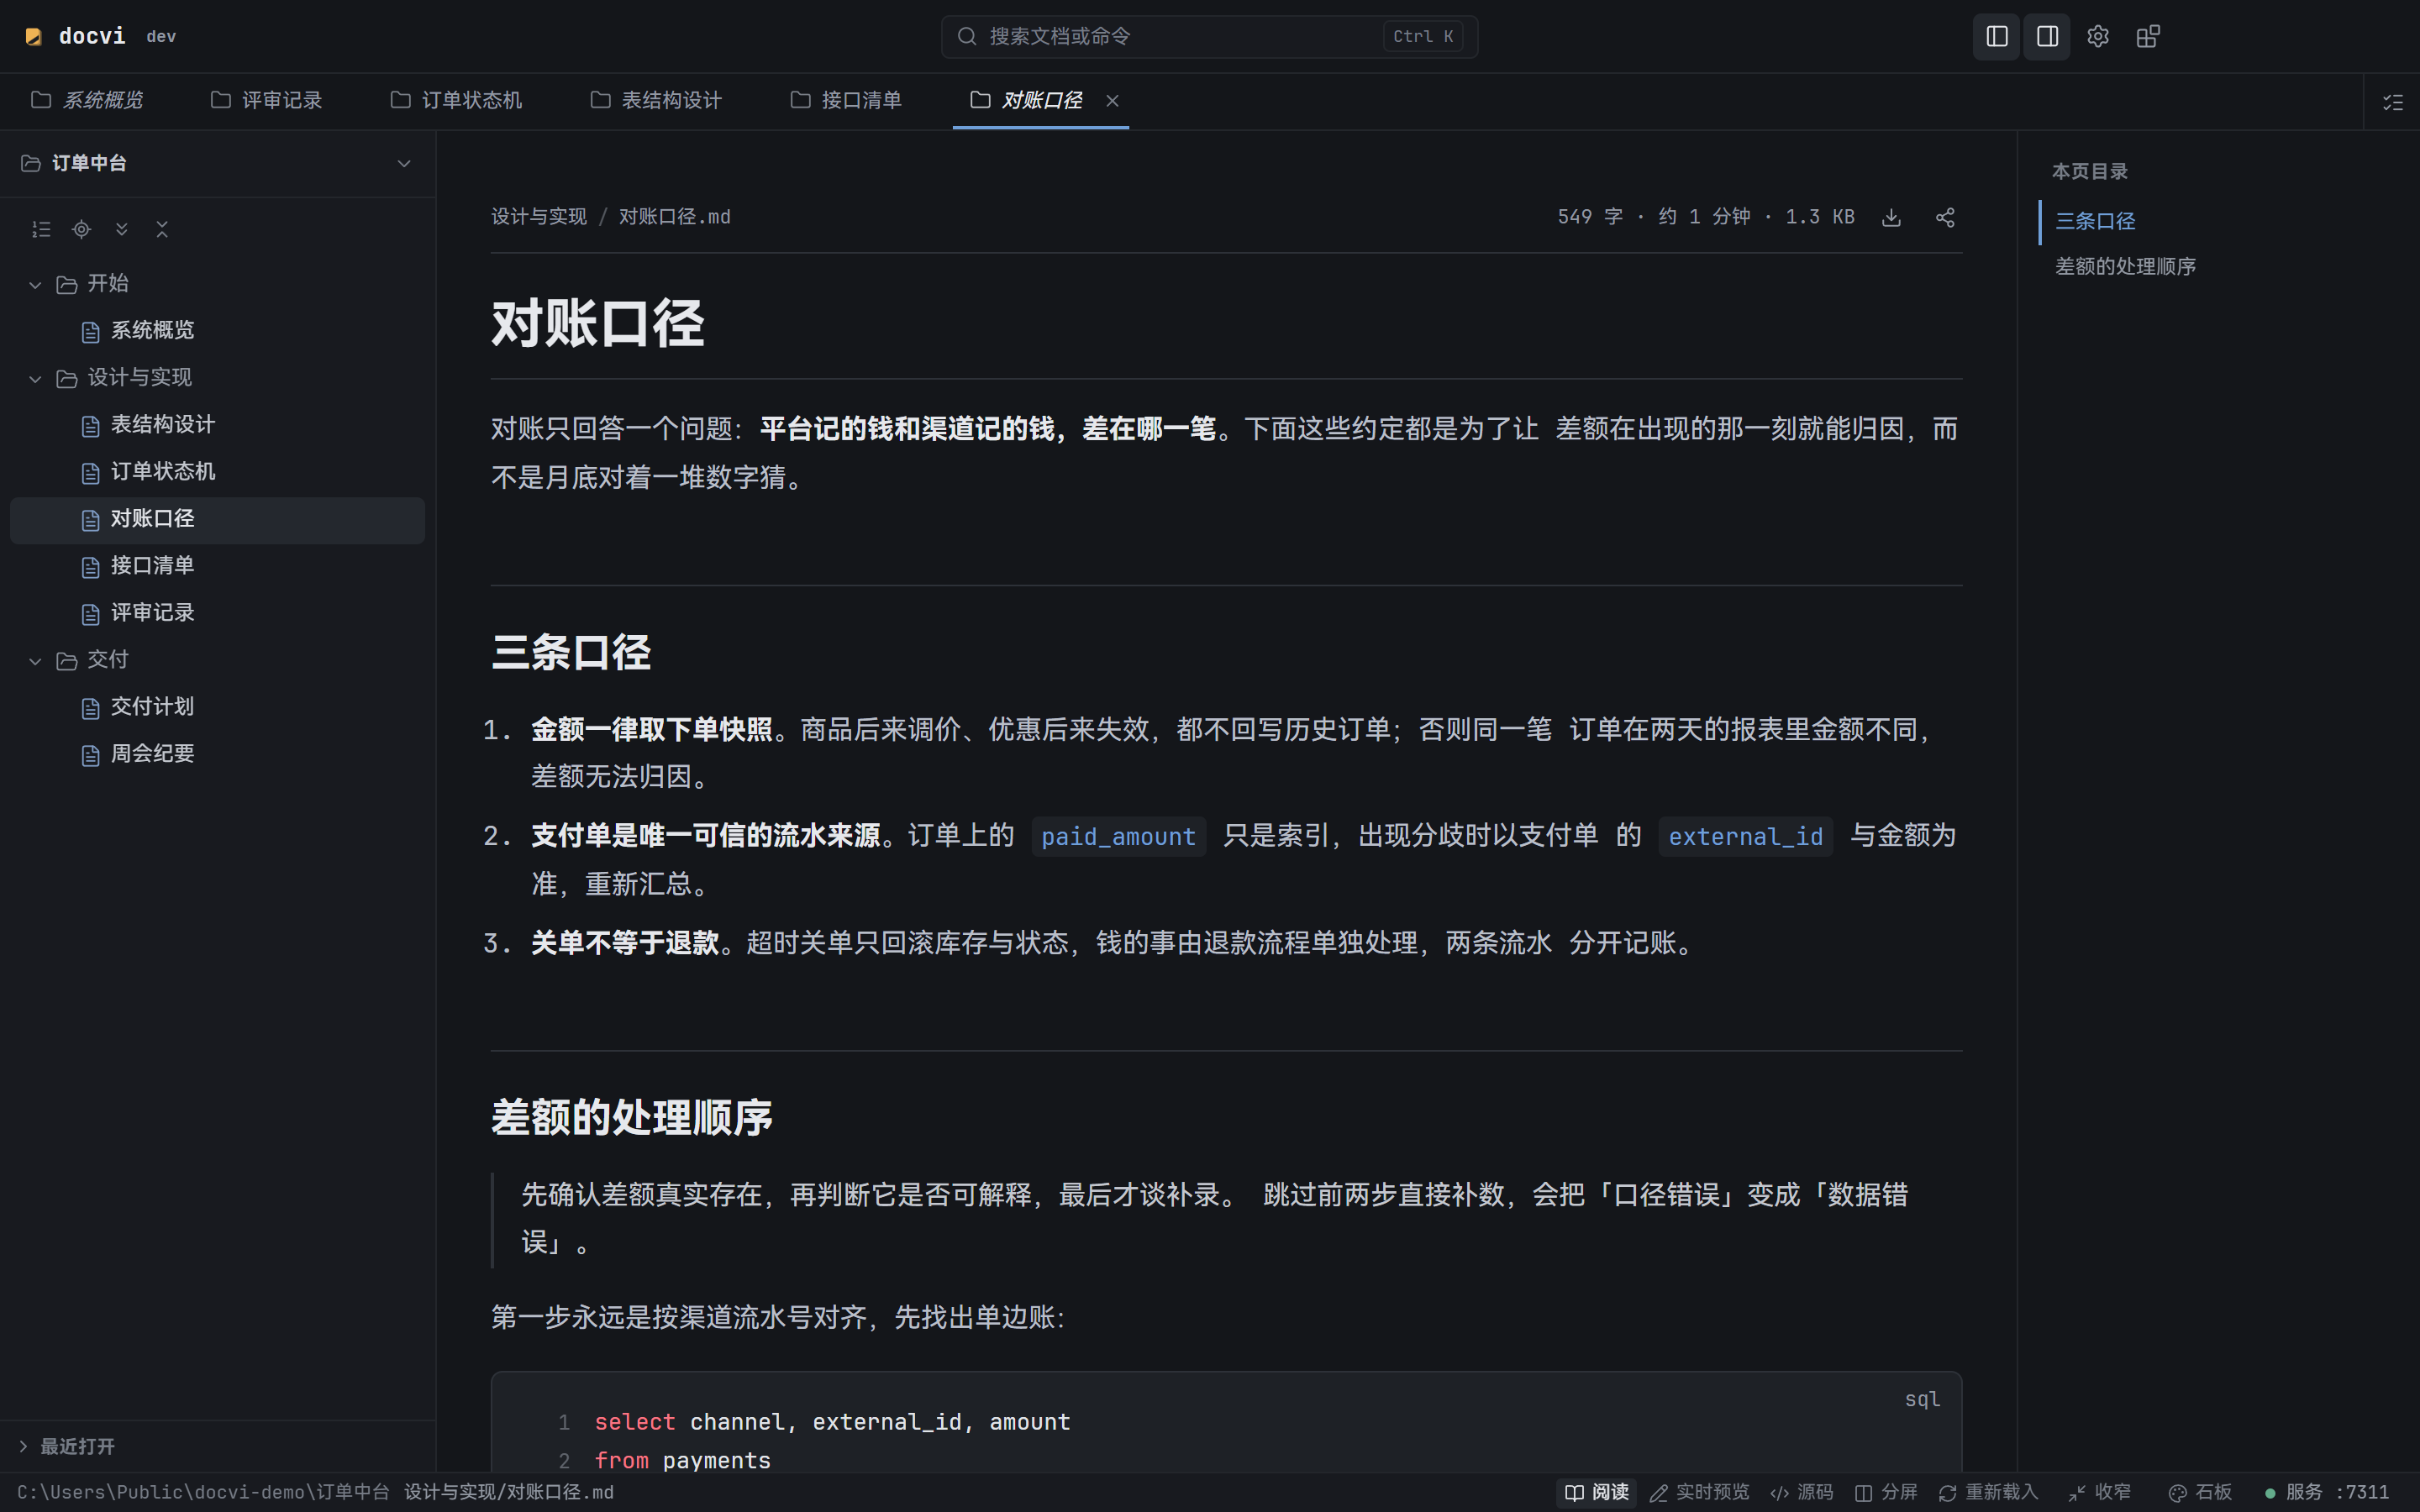 docvi dev
搜索文档或命令 Ctrl K
系统概览 评审记录 订单状态机 表结构设计 接口清单 对账口径
订单中台
开始
系统概览
设计与实现
表结构设计
订单状态机
对账口径
接口清单
评审记录
交付
交付计划
周会纪要
最近打开
设计与实现 / 对账口径.md 549 字 · 约 1 分钟 · 1.3 KB
对账口径
对账只回答一个问题：平台记的钱和渠道记的钱，差在哪一笔。下面这些约定都是为了让 差额在出现的那一刻就能归因，而
不是月底对着一堆数字猜。
三条口径
1. 金额一律取下单快照。商品后来调价、优惠后来失效，都不回写历史订单；否则同一笔 订单在两天的报表里金额不同，
差额无法归因。
2. 支付单是唯一可信的流水来源。订单上的 paid_amount 只是索引，出现分歧时以支付单 的 external_id 与金额为
准，重新汇总。
3. 关单不等于退款。超时关单只回滚库存与状态，钱的事由退款流程单独处理，两条流水 分开记账。
差额的处理顺序
先确认差额真实存在，再判断它是否可解释，最后才谈补录。 跳过前两步直接补数，会把「口径错误」变成「数据错
误」。
第一步永远是按渠道流水号对齐，先找出单边账：
sql
1 select channel, external_id, amount
2 from payments
本页目录
三条口径
差额的处理顺序
C:\Users\Public\docvi-demo\订单中台 设计与实现/对账口径.md 阅读 实时预览 源码 分屏 重新载入 收窄 石板 服务 :7311